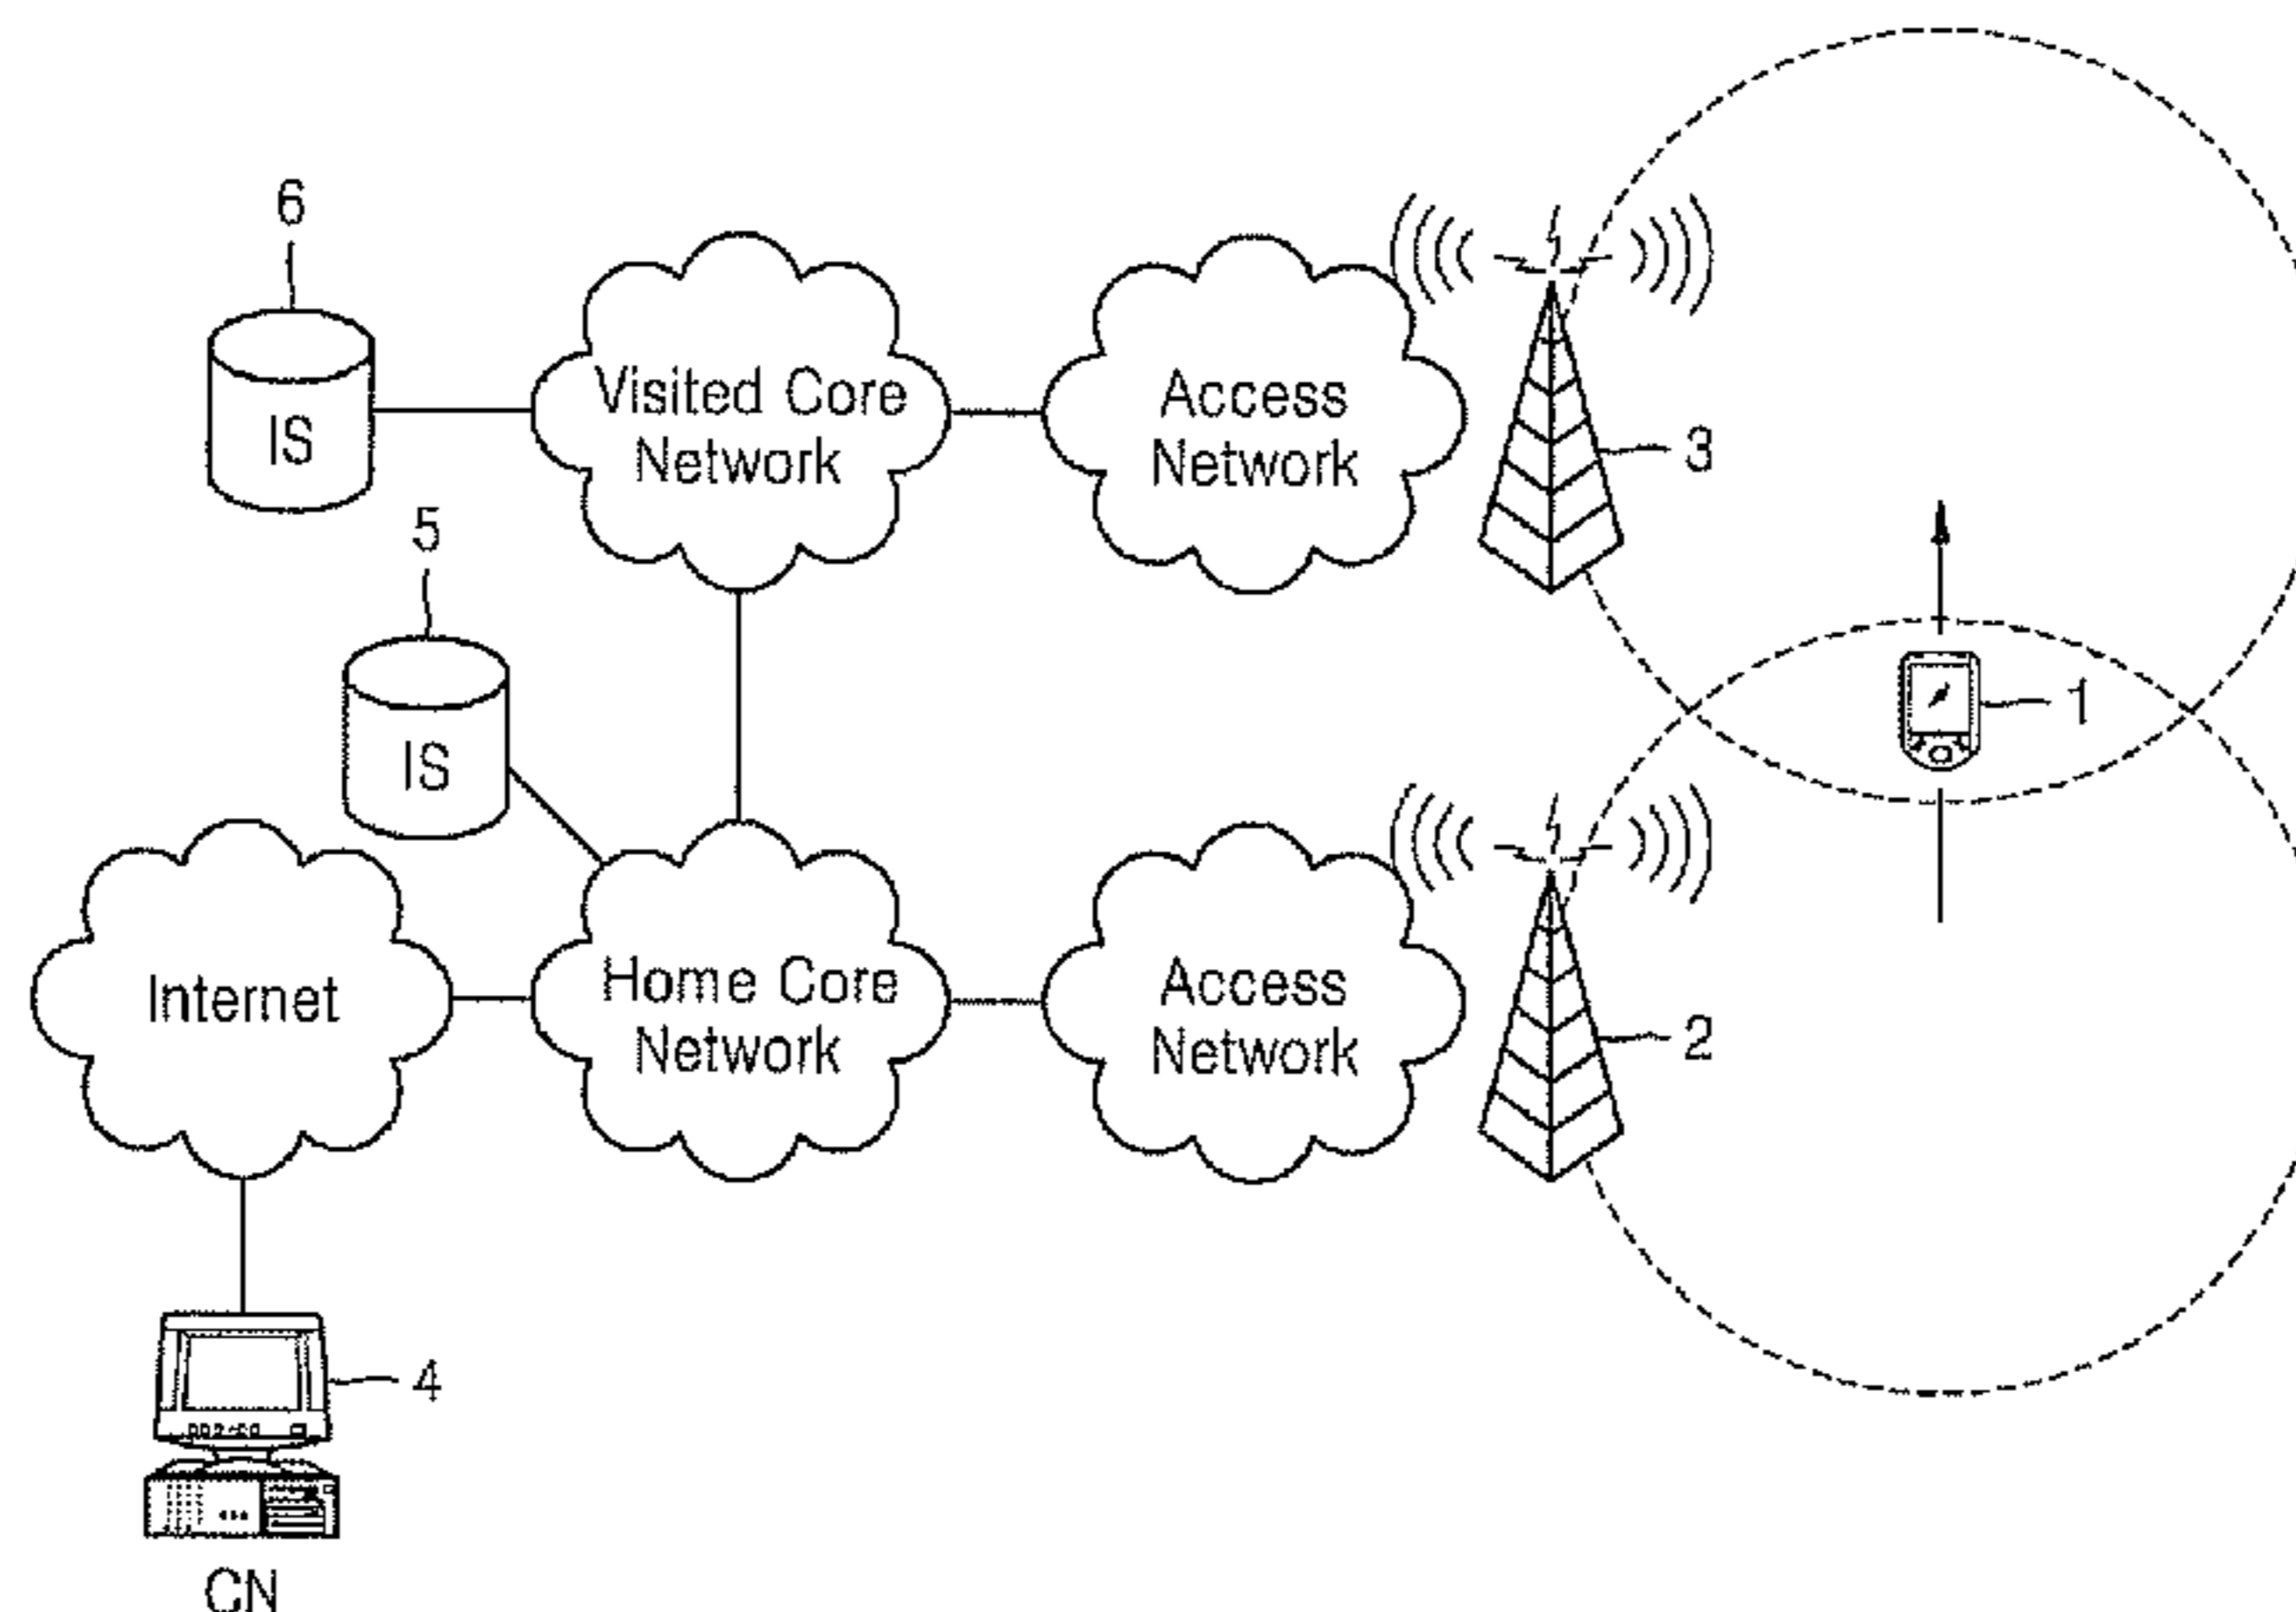 6
Visited Core
Network
Access
Network
3
IS
5
1
IS
Internet
Home Core
Network
Access
Network
2
4
CN